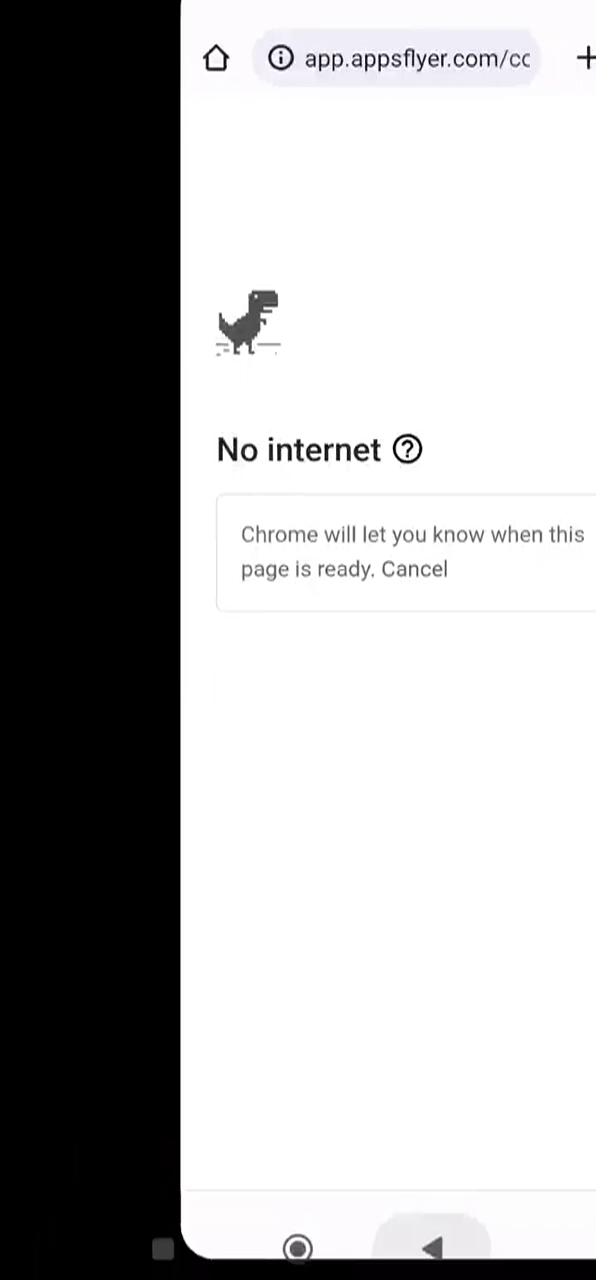 app.appsflyer.com/cc
No internet
Chrome will let you know when this
page is ready. Cancel